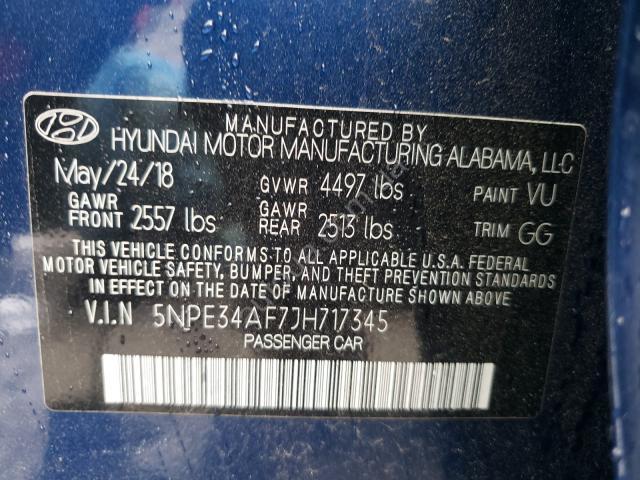 MANUFACTURED BY
HYUNDAI MOTOR MANUFACTURING ALABAMA, LLC
May/24/18 GVWR 4497 lbs PAINT VU
GAWR FRONT 2557 lbs GAWR REAR 2513 lbs TRIM GG
THIS VEHICLE CONFORMS TO ALL APPLICABLE U.S.A. FEDERAL
MOTOR VEHICLE SAFETY, BUMPER, AND THEFT PREVENTION STANDARDS
IN EFFECT ON THE DATE OF MANUFACTURE SHOWN ABOVE.
V.I.N 5NPE34AF7JH717345
PASSENGER CAR